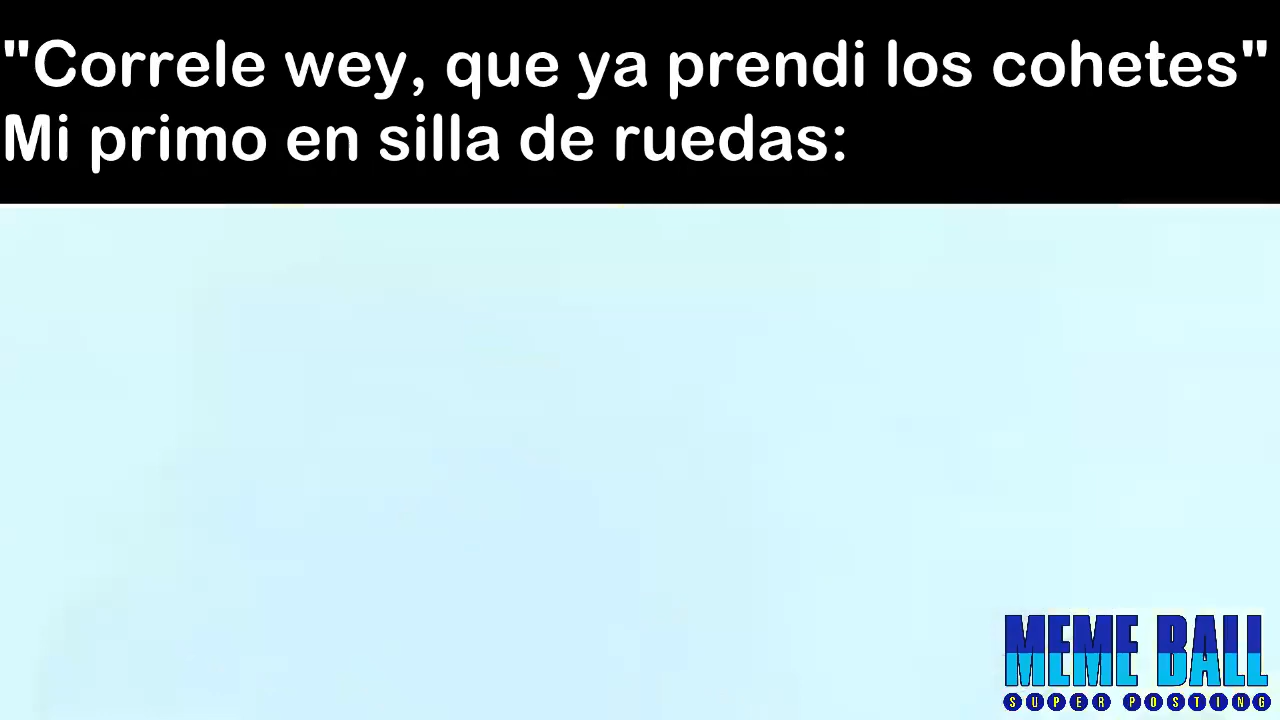 "Correle wey, que ya prendi los cohetes"
Mi primo en silla de ruedas:
MEME BALL
SUPER POSTING